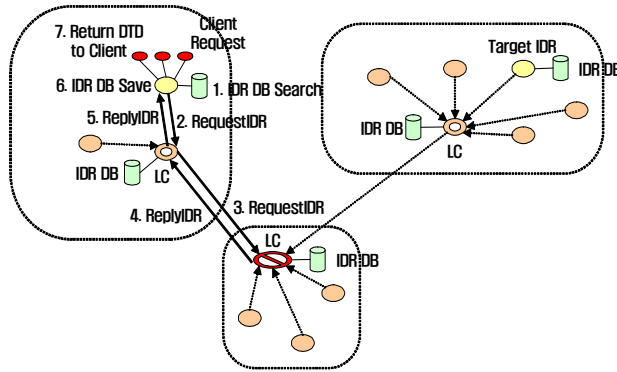 7. Return DTD
to Client
Client
Request
6. IDR DB Save
1. IDR DB Search
5. ReplyIDR
2. RequestIDR
LC
IDR DB
4. ReplyIDR
3. RequestIDR
Target IDR
IDR DB
IDR DB
LC
LC
IDR DB